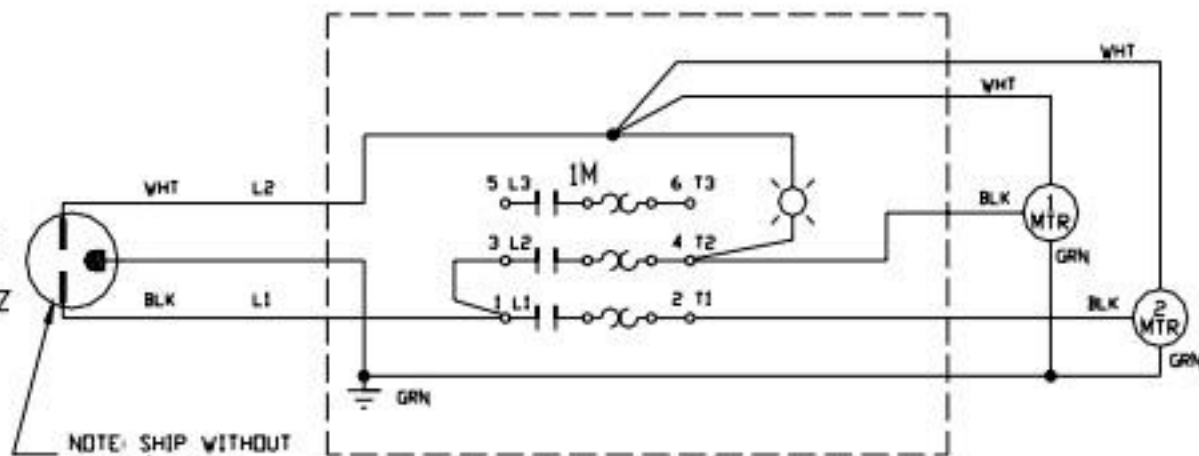 WHT
WHT
1M
5 L3
6 T3
WHT L2
BLK
1
MTR
3 L2
4 T2
GRN
Z
BLK L1
1 L1
2 T1
BLK
2
MTR
GRN
GRN
NOTE: SHIP WITHOUT